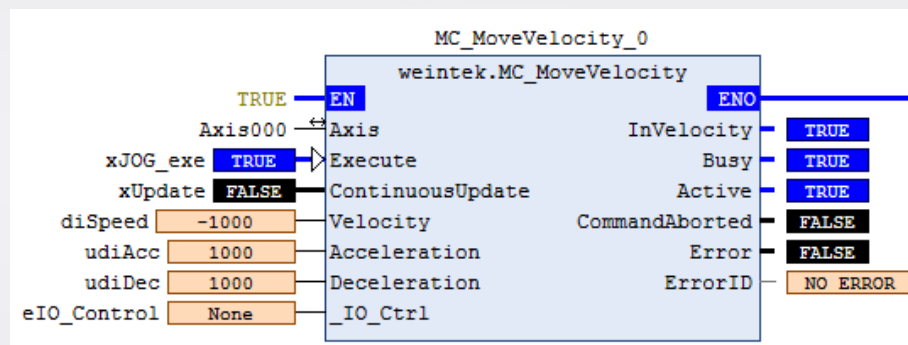 MC_MoveVelocity_0
weintek.MC_MoveVelocity
TRUE EN ENO
Axis000 Axis InVelocity TRUE
xJOG_exe TRUE Execute Busy TRUE
xUpdate FALSE ContinuousUpdate Active TRUE
diSpeed -1000 Velocity CommandAborted FALSE
udiAcc 1000 Acceleration Error FALSE
udiDec 1000 Deceleration ErrorID NO ERROR
eIO_Control None _IO_Ctrl